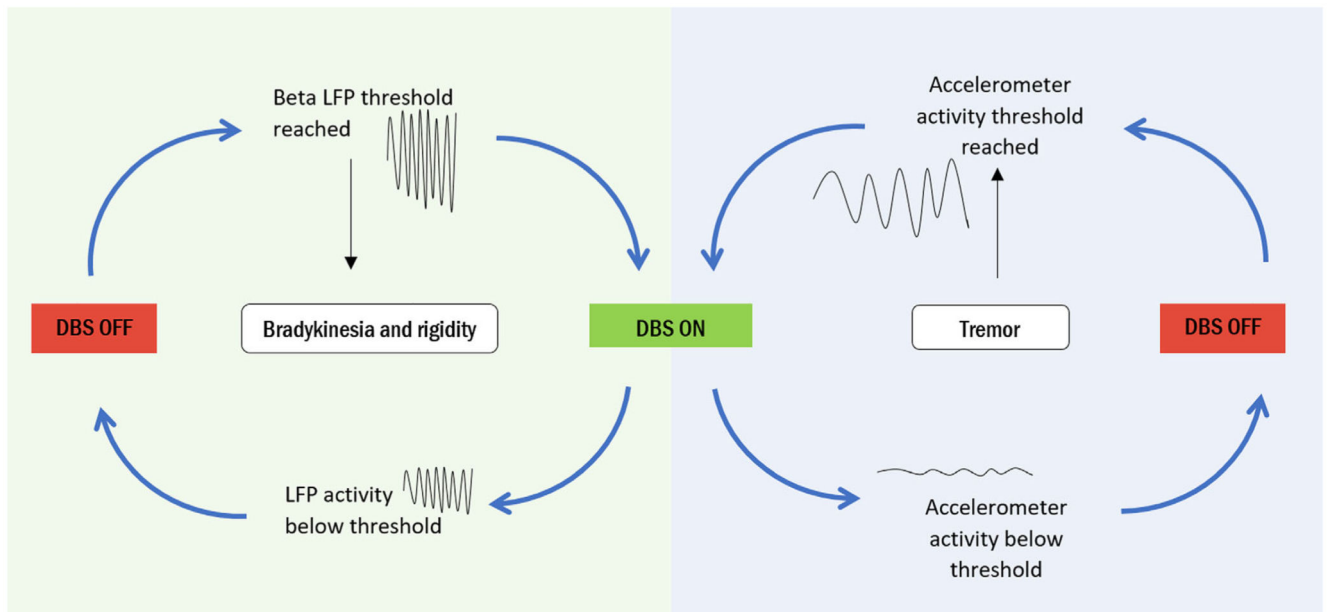 Beta LFP threshold
reached
Accelerometer
activity threshold
reached
DBS OFF
Bradykinesia and rigidity
DBS ON
Tremor
DBS OFF
LFP activity
below threshold
Accelerometer
activity below
threshold